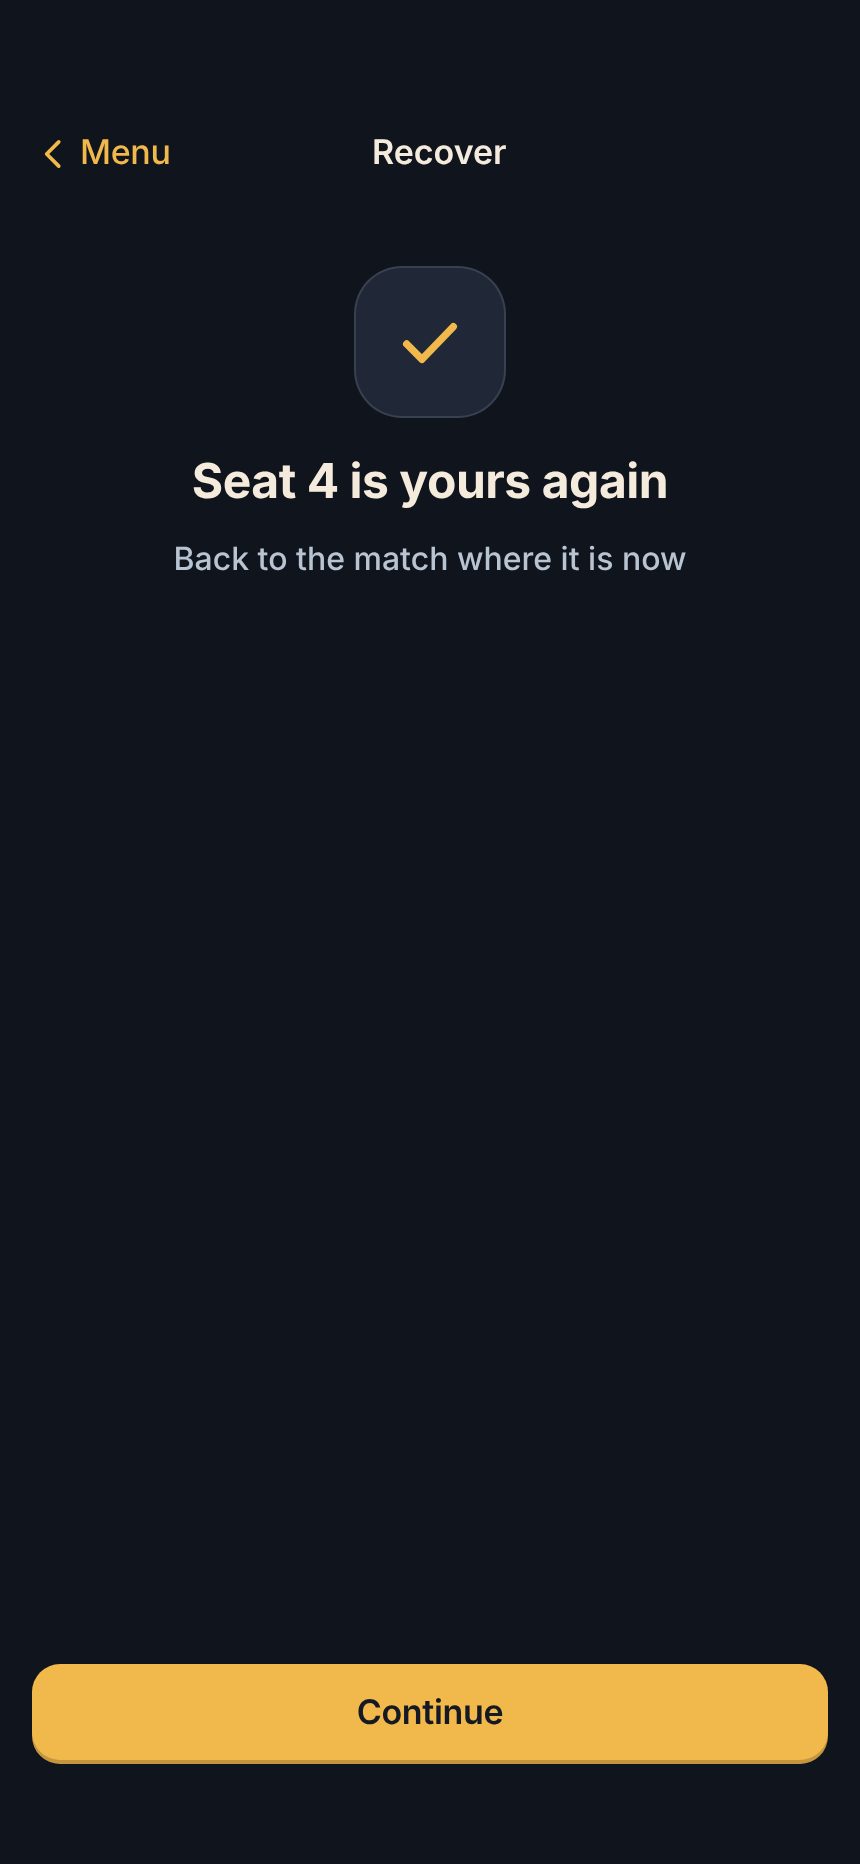 Menu
Recover
Seat 4 is yours again
Back to the match where it is now
Continue